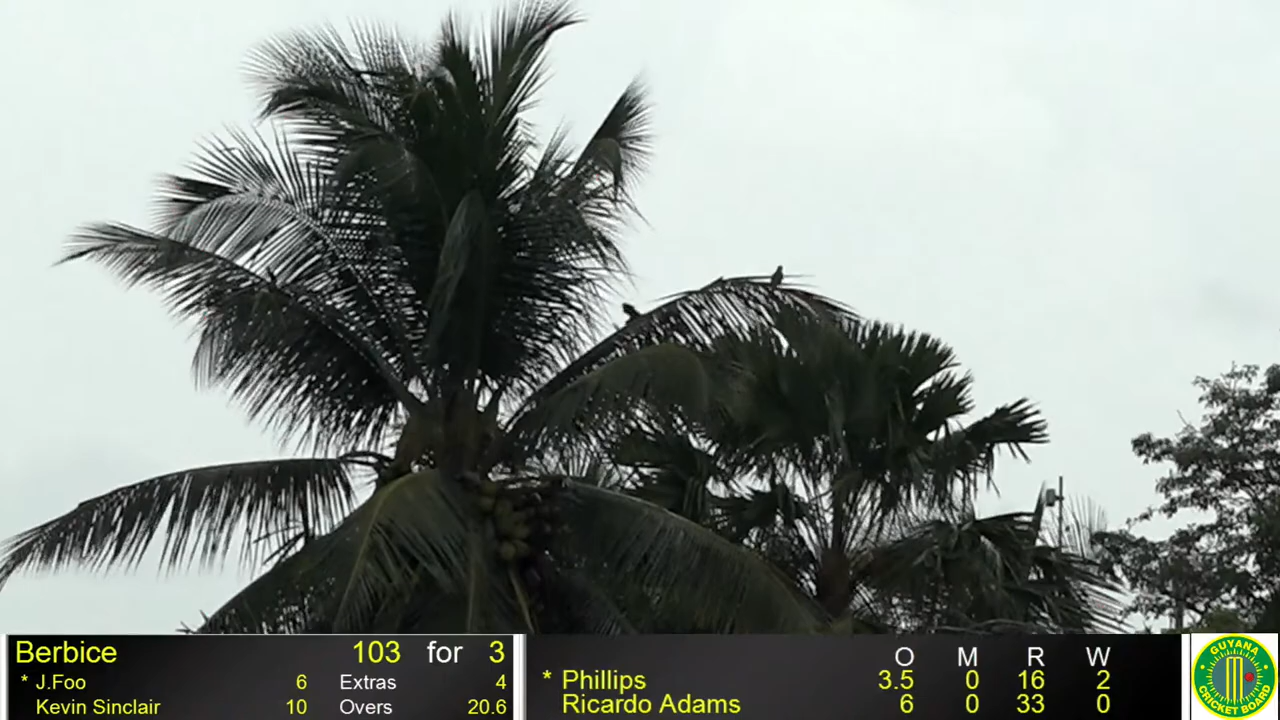 Berbice 103 for 3
* J.Foo 6 Extras 4
Kevin Sinclair 10 Overs 20.6
O M R W
* Phillips 3.5 0 16 2
Ricardo Adams 6 0 33 0
GUYANA
CRICKET BOARD